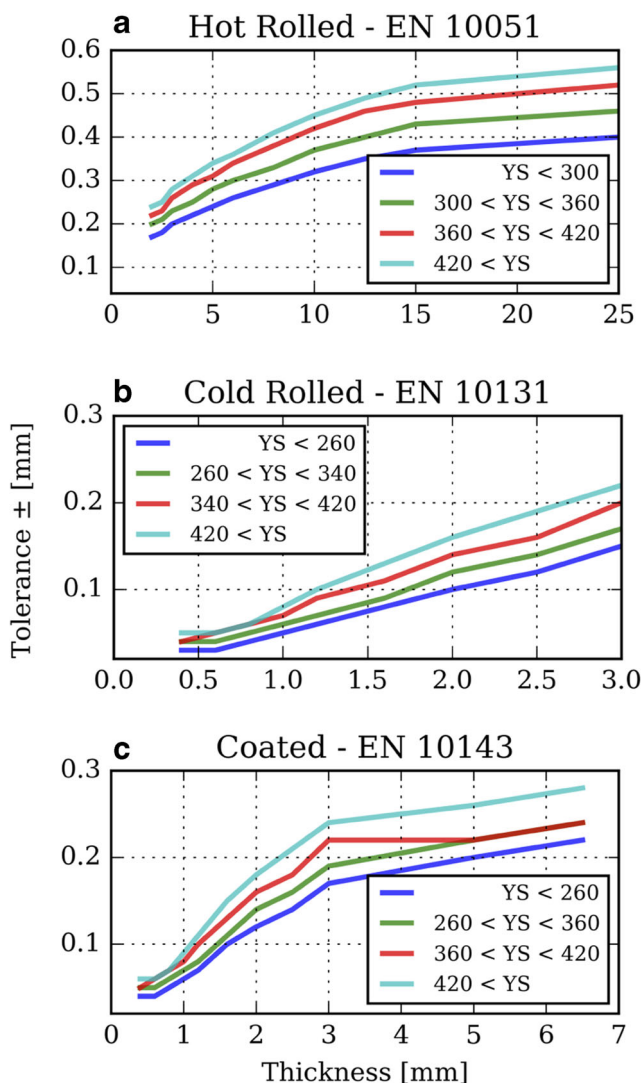 a Hot Rolled - EN 10051
0.6
0.5
0.4
0.3
0.2
0.1
YS < 300
300 < YS < 360
360 < YS < 420
420 < YS
0 5 10 15 20 25
b Cold Rolled - EN 10131
Tolerance ± [mm]
0.3
0.2
0.1
YS < 260
260 < YS < 340
340 < YS < 420
420 < YS
0.0 0.5 1.0 1.5 2.0 2.5 3.0
c Coated - EN 10143
0.3
0.2
0.1
YS < 260
260 < YS < 360
360 < YS < 420
420 < YS
0 1 2 3 4 5 6 7
Thickness [mm]